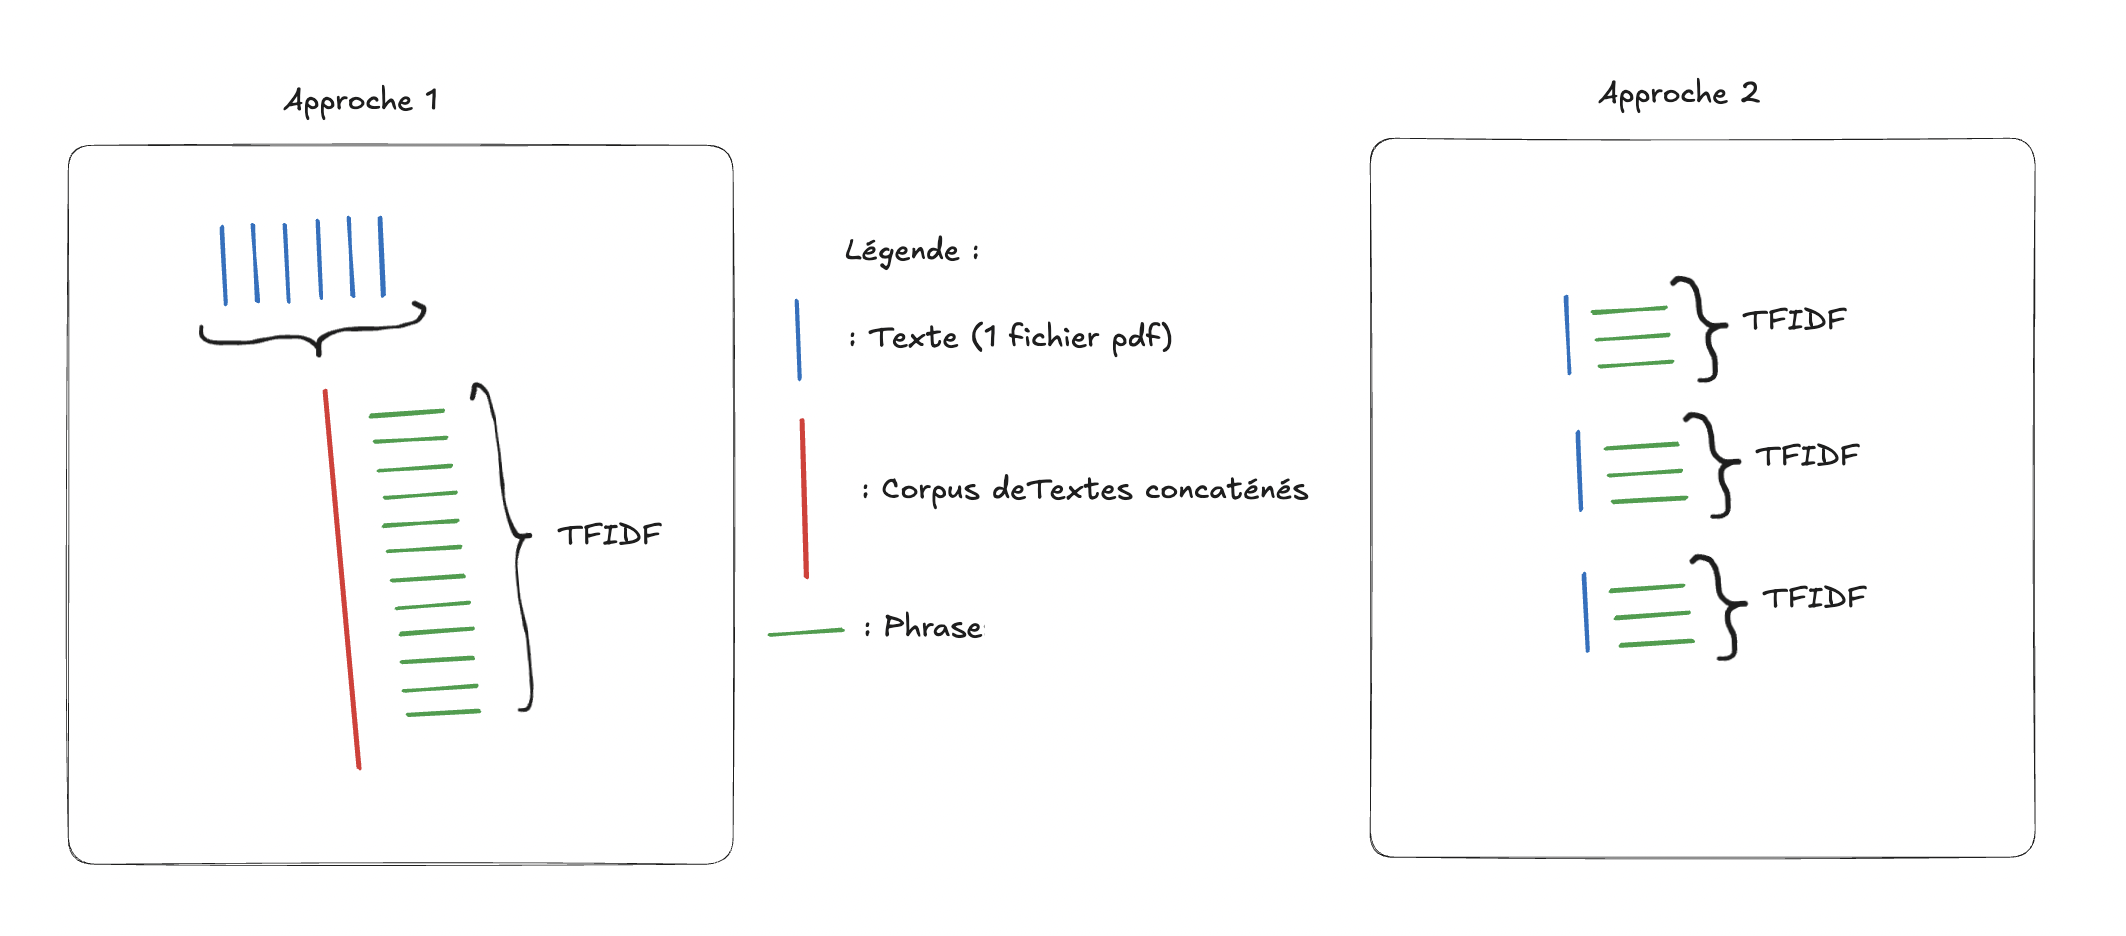 Approche 1
TFIDF
Légende :
: Texte (1 fichier pdf)
: Corpus deTextes concaténés
: Phrase
Approche 2
TFIDF
TFIDF
TFIDF